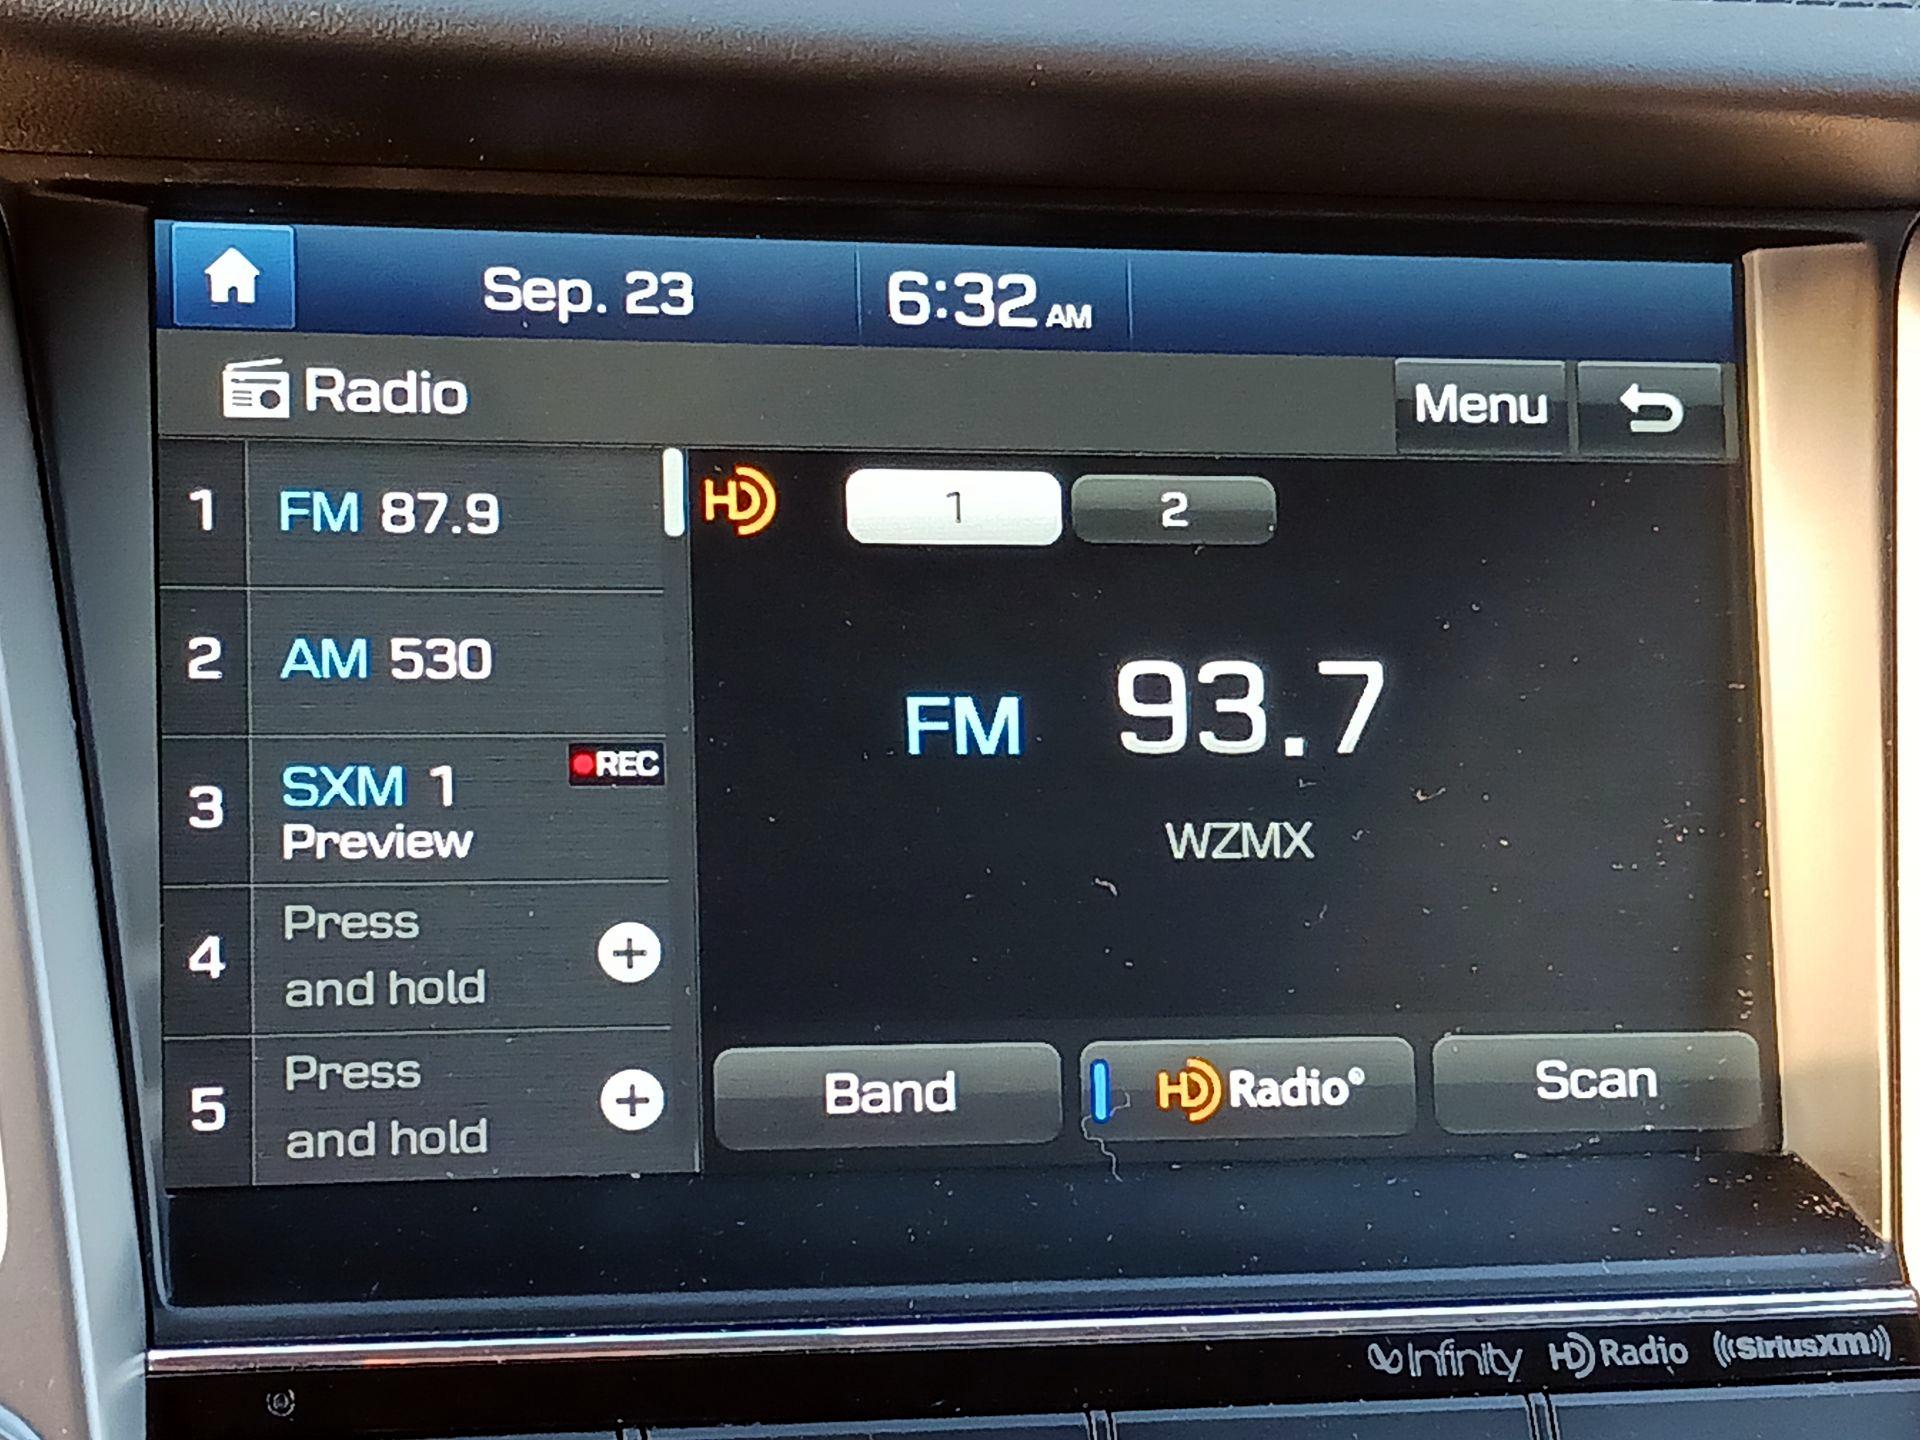 Sep. 23 6:32 AM
Radio
Menu
1 FM 87.9
2 AM 530
3 SXM 1 REC
Preview
4 Press
and hold
5 Press
and hold
HD 1 2
FM 93.7
WZMX
Band HD Radio® Scan
Infinity HD Radio SiriusXM